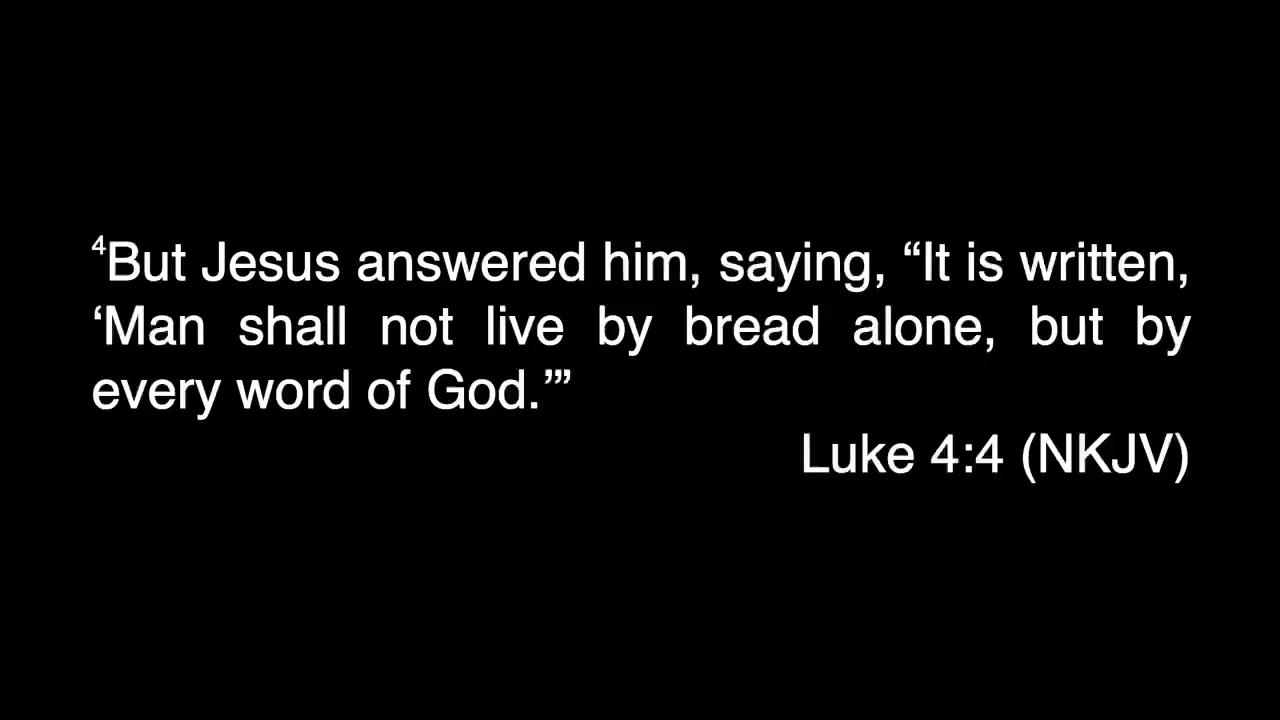 ⁴But Jesus answered him, saying, “It is written,
‘Man shall not live by bread alone, but by
every word of God.’”
Luke 4:4 (NKJV)